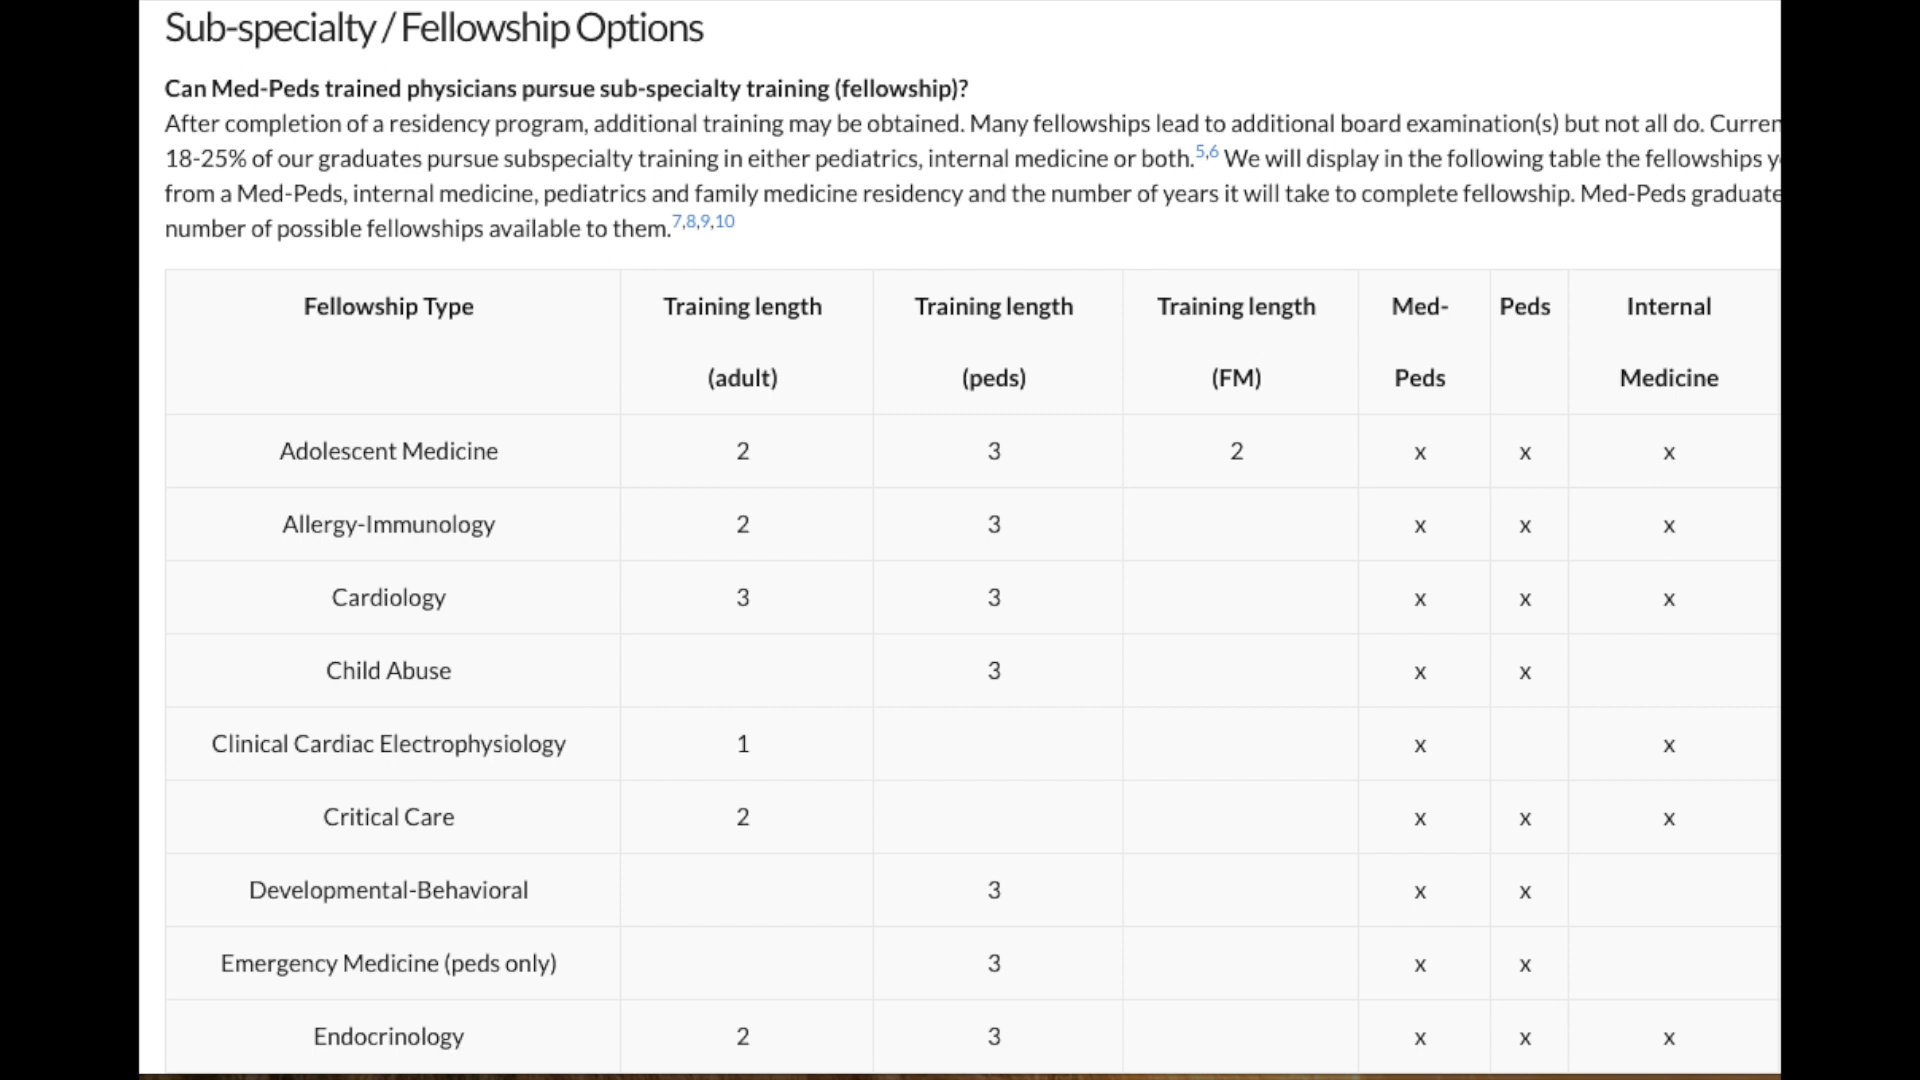 Sub-specialty / Fellowship Options
Can Med-Peds trained physicians pursue sub-specialty training (fellowship)?
After completion of a residency program, additional training may be obtained. Many fellowships lead to additional board examination(s) but not all do. Curren
18-25% of our graduates pursue subspecialty training in either pediatrics, internal medicine or both.5,6 We will display in the following table the fellowships y
from a Med-Peds, internal medicine, pediatrics and family medicine residency and the number of years it will take to complete fellowship. Med-Peds graduate
number of possible fellowships available to them.7,8,9,10
Fellowship Type Training length (adult) Training length (peds) Training length (FM) Med-Peds Peds Internal Medicine
Adolescent Medicine 2 3 2 x x x
Allergy-Immunology 2 3 x x x
Cardiology 3 3 x x x
Child Abuse 3 x x
Clinical Cardiac Electrophysiology 1 x x
Critical Care 2 x x x
Developmental-Behavioral 3 x x
Emergency Medicine (peds only) 3 x x
Endocrinology 2 3 x x x